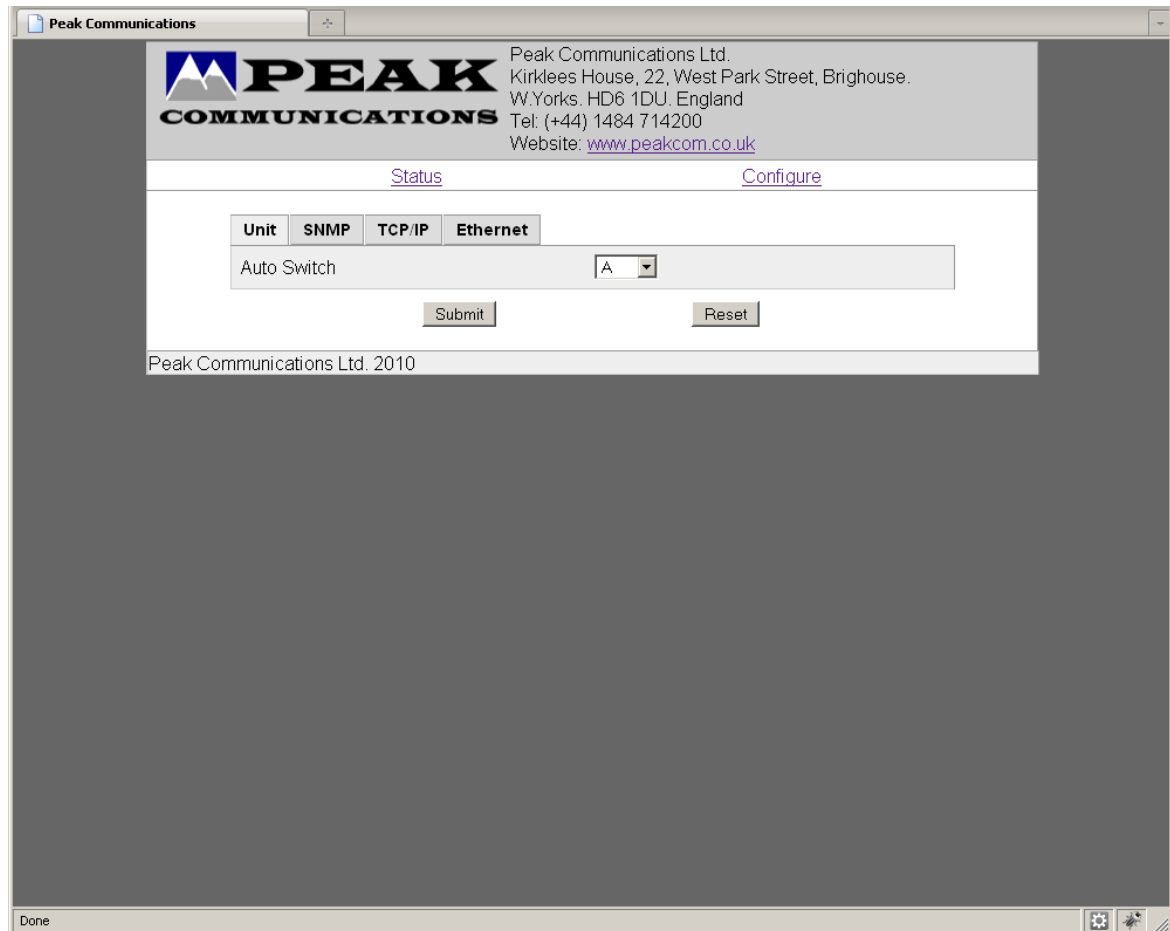 Peak Communications
PEAK
COMMUNICATIONS
Peak Communications Ltd.
Kirklees House, 22, West Park Street, Brighouse.
W.Yorks. HD6 1DU. England
Tel: (+44) 1484 714200
Website: www.peakcom.co.uk
Status Configure
Unit SNMP TCP/IP Ethernet
Auto Switch A
Submit Reset
Peak Communications Ltd. 2010
Done